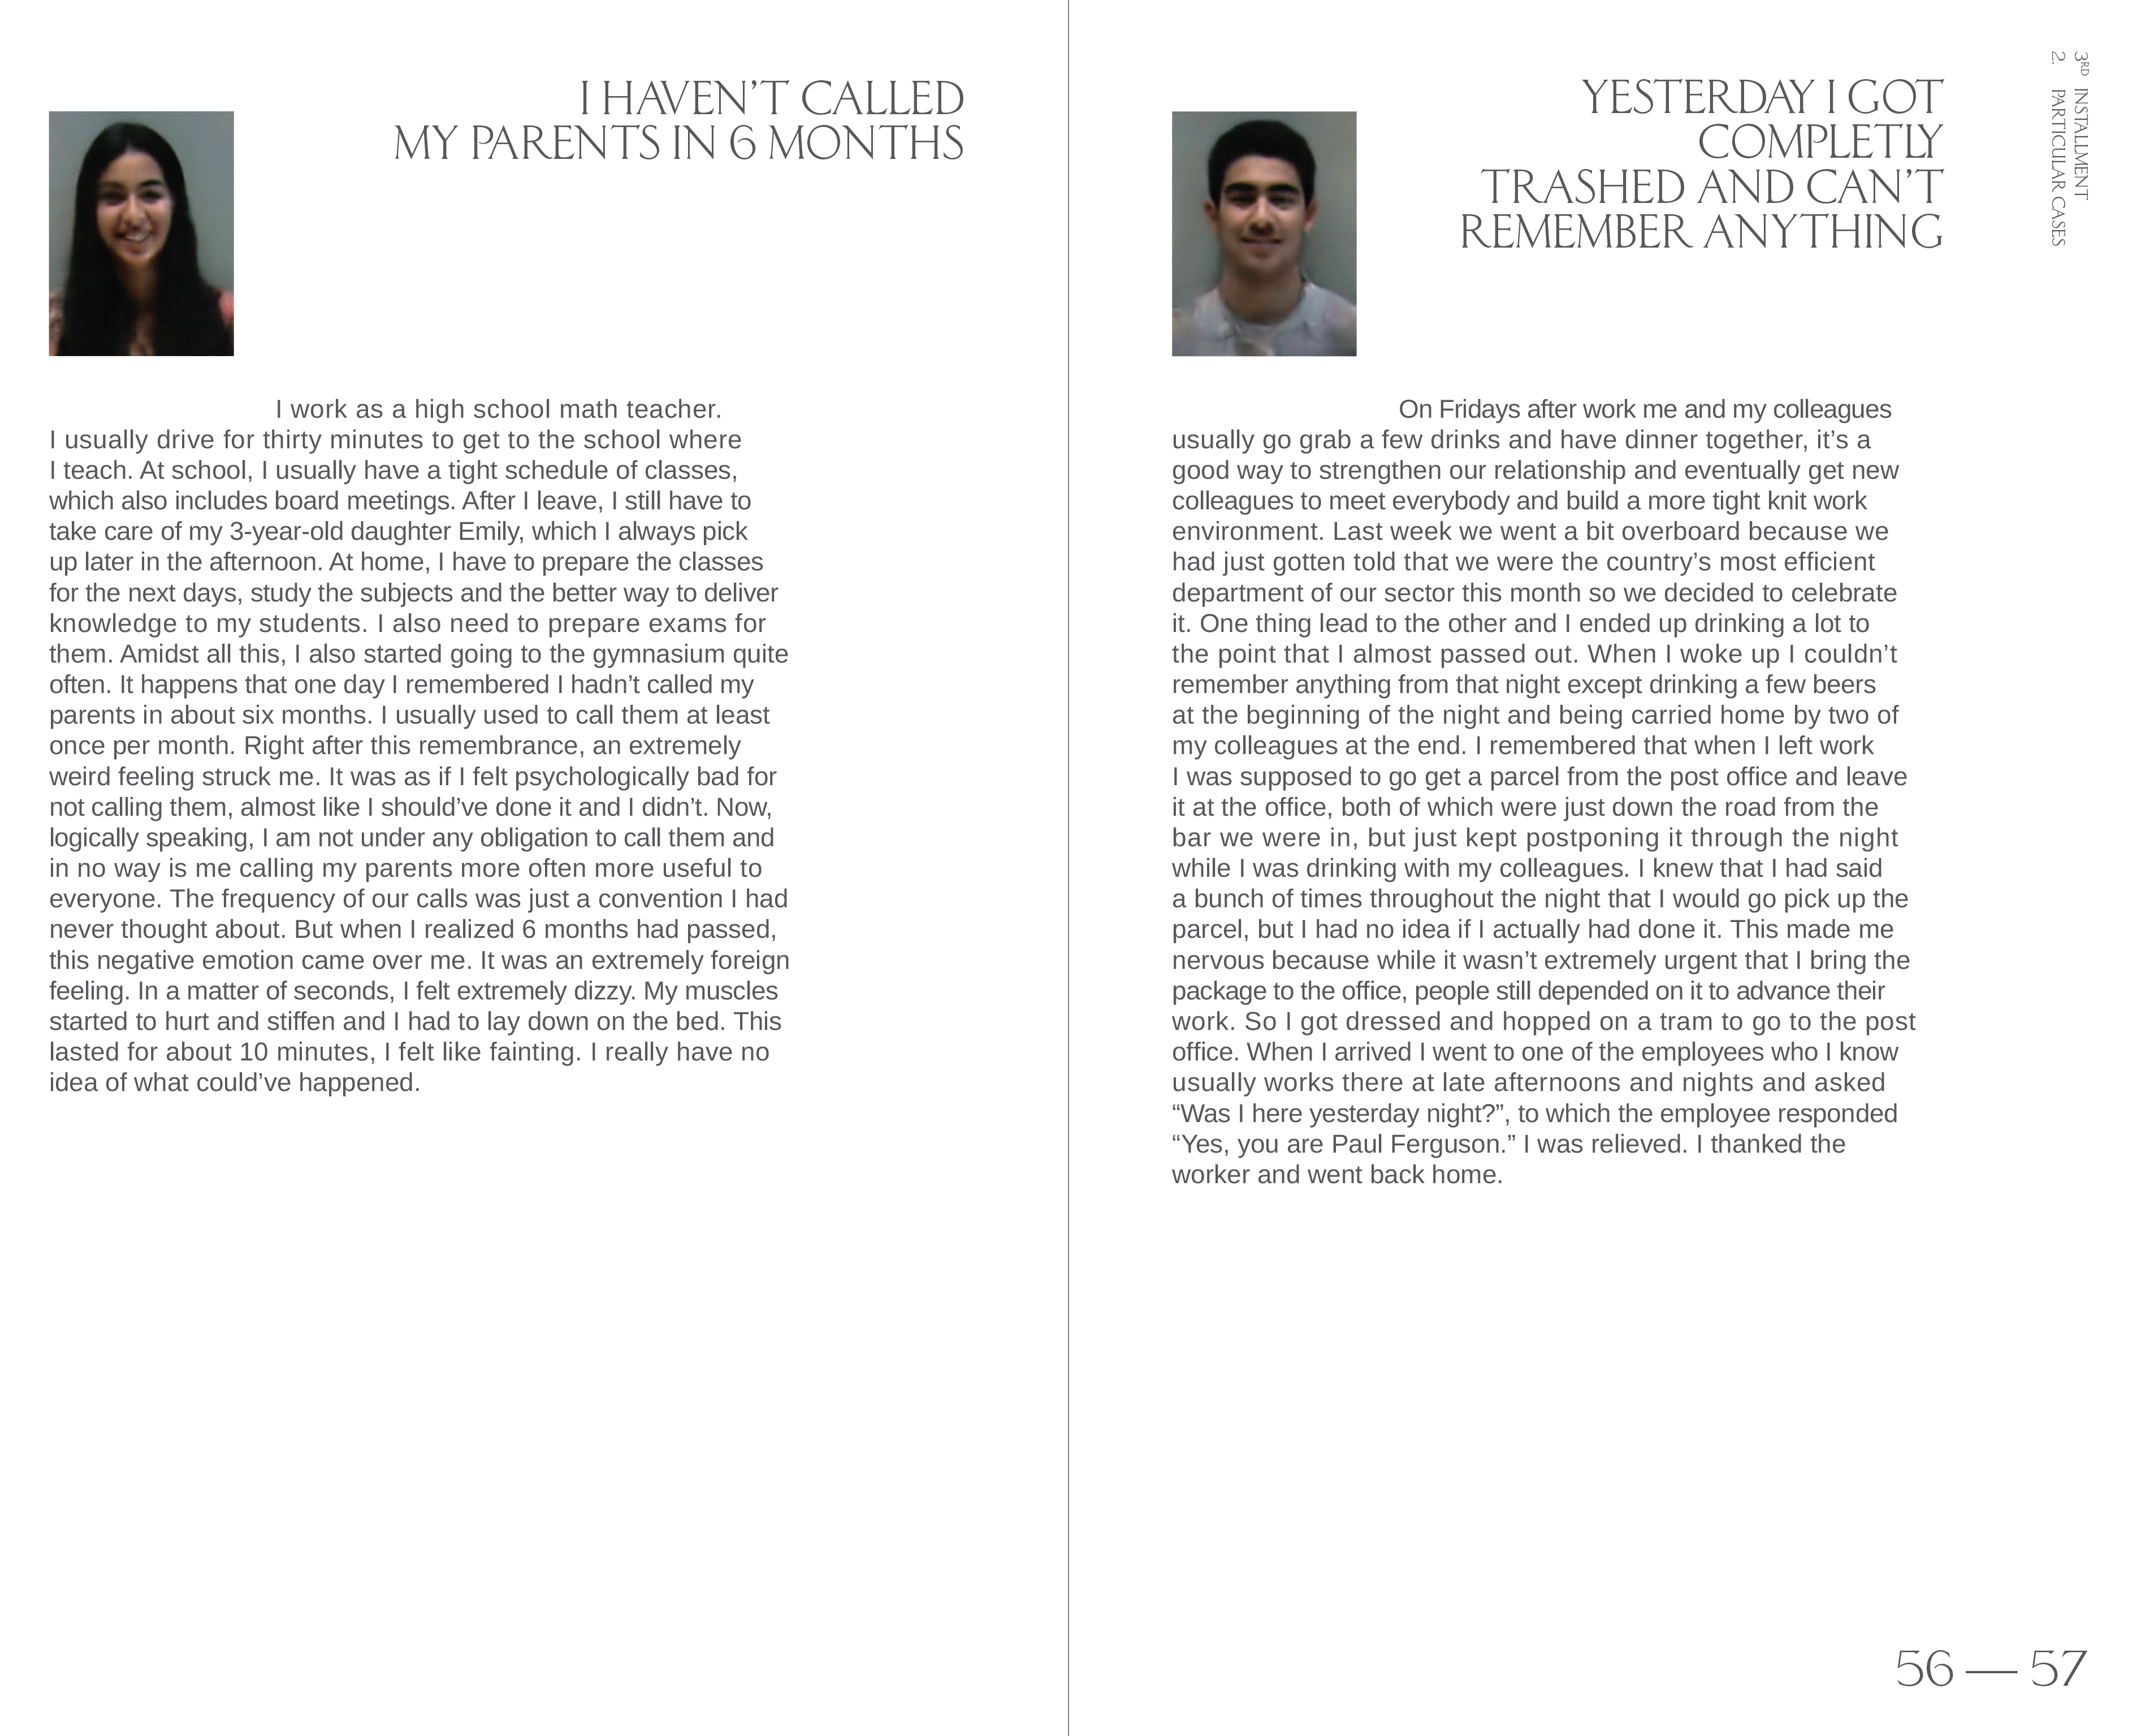 I HAVEN’T CALLED
MY PARENTS IN 6 MONTHS
I work as a high school math teacher.
I usually drive for thirty minutes to get to the school where
I teach. At school, I usually have a tight schedule of classes,
which also includes board meetings. After I leave, I still have to
take care of my 3-year-old daughter Emily, which I always pick
up later in the afternoon. At home, I have to prepare the classes
for the next days, study the subjects and the better way to deliver
knowledge to my students. I also need to prepare exams for
them. Amidst all this, I also started going to the gymnasium quite
often. It happens that one day I remembered I hadn’t called my
parents in about six months. I usually used to call them at least
once per month. Right after this remembrance, an extremely
weird feeling struck me. It was as if I felt psychologically bad for
not calling them, almost like I should’ve done it and I didn’t. Now,
logically speaking, I am not under any obligation to call them and
in no way is me calling my parents more often more useful to
everyone. The frequency of our calls was just a convention I had
never thought about. But when I realized 6 months had passed,
this negative emotion came over me. It was an extremely foreign
feeling. In a matter of seconds, I felt extremely dizzy. My muscles
started to hurt and stiffen and I had to lay down on the bed. This
lasted for about 10 minutes, I felt like fainting. I really have no
idea of what could’ve happened.
YESTERDAY I GOT
COMPLETLY
TRASHED AND CAN’T
REMEMBER ANYTHING
On Fridays after work me and my colleagues
usually go grab a few drinks and have dinner together, it’s a
good way to strengthen our relationship and eventually get new
colleagues to meet everybody and build a more tight knit work
environment. Last week we went a bit overboard because we
had just gotten told that we were the country’s most efficient
department of our sector this month so we decided to celebrate
it. One thing lead to the other and I ended up drinking a lot to
the point that I almost passed out. When I woke up I couldn’t
remember anything from that night except drinking a few beers
at the beginning of the night and being carried home by two of
my colleagues at the end. I remembered that when I left work
I was supposed to go get a parcel from the post office and leave
it at the office, both of which were just down the road from the
bar we were in, but just kept postponing it through the night
while I was drinking with my colleagues. I knew that I had said
a bunch of times throughout the night that I would go pick up the
parcel, but I had no idea if I actually had done it. This made me
nervous because while it wasn’t extremely urgent that I bring the
package to the office, people still depended on it to advance their
work. So I got dressed and hopped on a tram to go to the post
office. When I arrived I went to one of the employees who I know
usually works there at late afternoons and nights and asked
“Was I here yesterday night?”, to which the employee responded
“Yes, you are Paul Ferguson.” I was relieved. I thanked the
worker and went back home.
3RD INSTALLMENT
2. PARTICULAR CASES
56 — 57